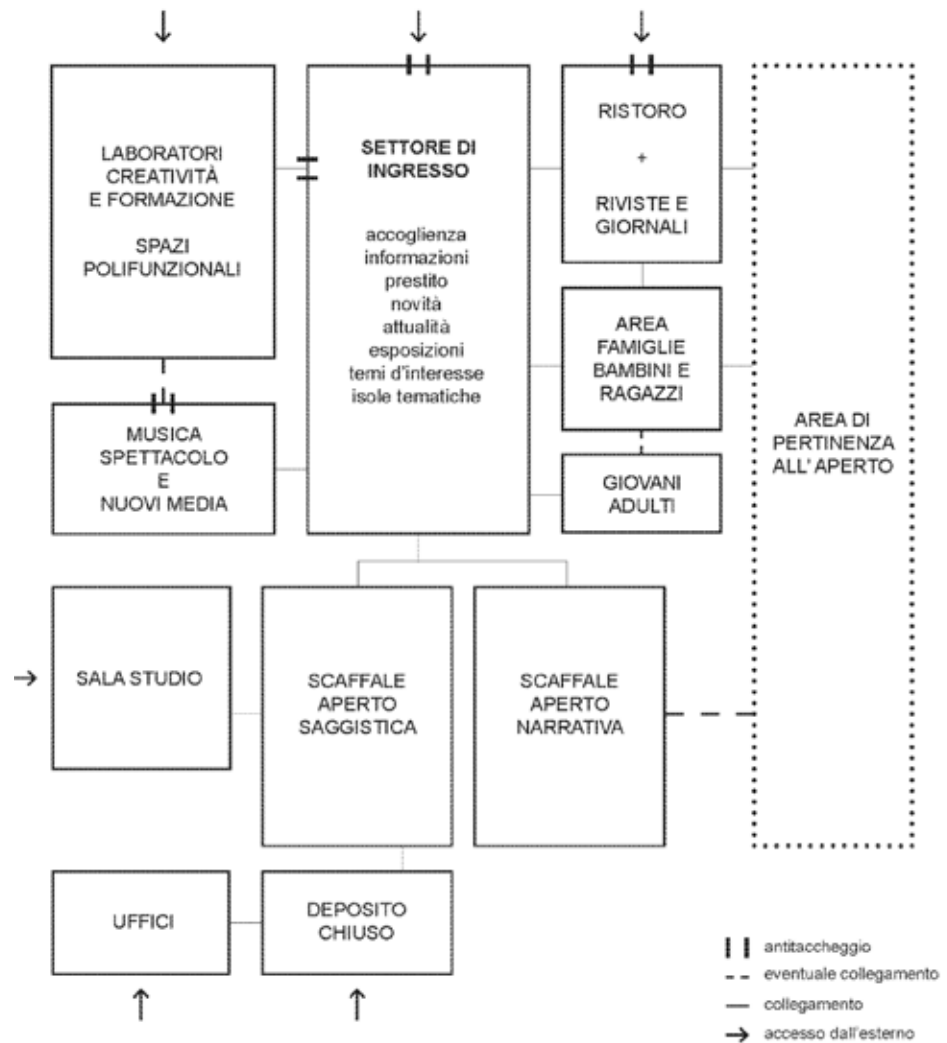 LABORATORI
CREATIVITÀ
E FORMAZIONE
SPAZI
POLIFUNZIONALI
SETTORE DI
INGRESSO
accoglienza
informazioni
prestito
novità
attualità
esposizioni
temi d'interesse
isole tematiche
RISTORO
+
RIVISTE E
GIORNALI
AREA
FAMIGLIE
BAMBINI E
RAGAZZI
AREA DI
PERTINENZA
ALL'APERTO
MUSICA
SPETTACOLO
E
NUOVI MEDIA
GIOVANI
ADULTI
SALA STUDIO
SCAFFALE
APERTO
SAGGISTICA
SCAFFALE
APERTO
NARRATIVA
UFFICI
DEPOSITO
CHIUSO
antitaccheggio
eventuale collegamento
collegamento
accesso dall'esterno